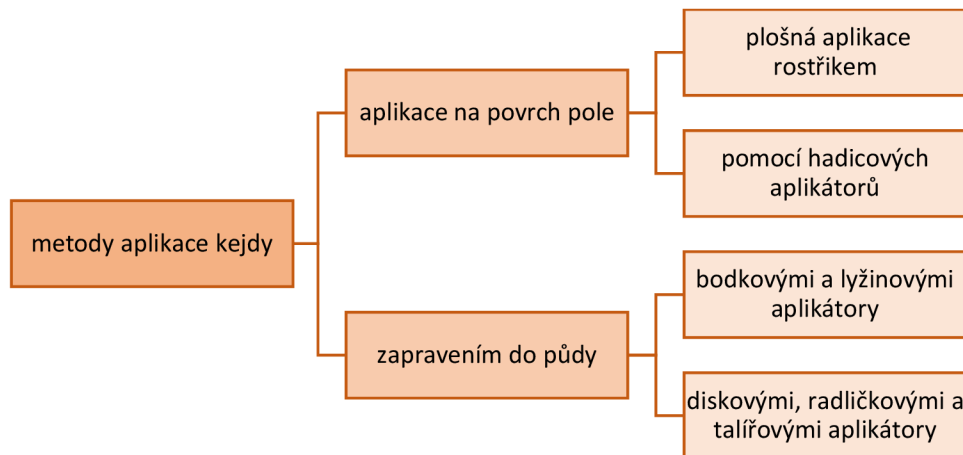 metody aplikace kejdy
aplikace na povrch pole
plošná aplikace
rostřikem
pomocí hadicových
aplikátorů
zapravením do půdy
bodkovými a lyžinovými
aplikátory
diskovými, radličkovými a
talířovými aplikátory